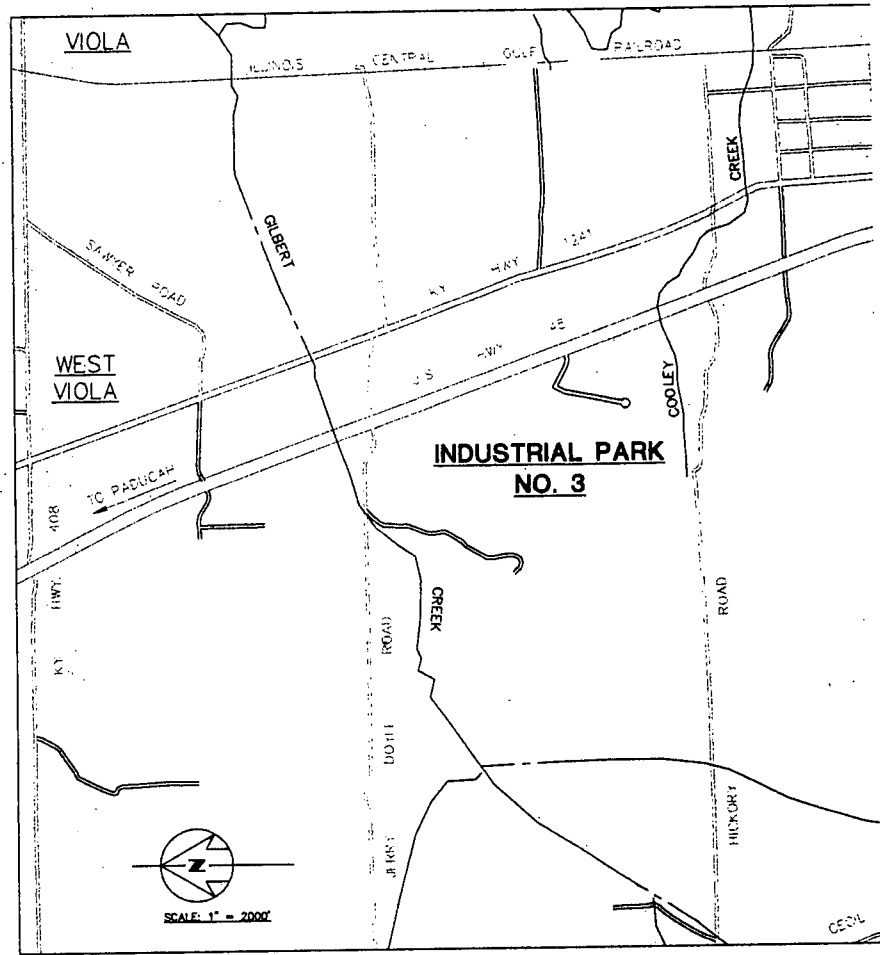 VIOLA
ILLINOIS CENTRAL GULF RAILROAD
CREEK
GILBERT
SAWYER ROAD
KY HWY 1241
WEST
VIOLA
U S HWY 45
COOLEY
INDUSTRIAL PARK
NO. 3
TO PADUCAH
KY HWY. 408
CREEK
JERRY DOYLE ROAD
HICKORY ROAD
N
SCALE: 1" = 2000'
CECIL